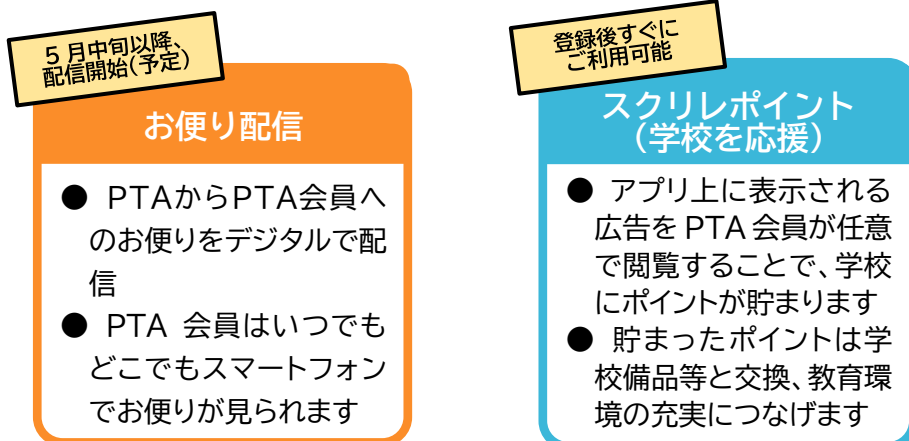 5月中旬以降、
配信開始(予定)
お便り配信
● PTAからPTA会員へ
のお便りをデジタルで配
信
● PTA 会員はいつでも
どこでもスマートフォン
でお便りが見られます
登録後すぐに
ご利用可能
スクリレポイント
(学校を応援)
● アプリ上に表示される
広告を PTA 会員が任意
で閲覧することで、学校
にポイントが貯まります
● 貯まったポイントは学
校備品等と交換、教育環
境の充実につなげます